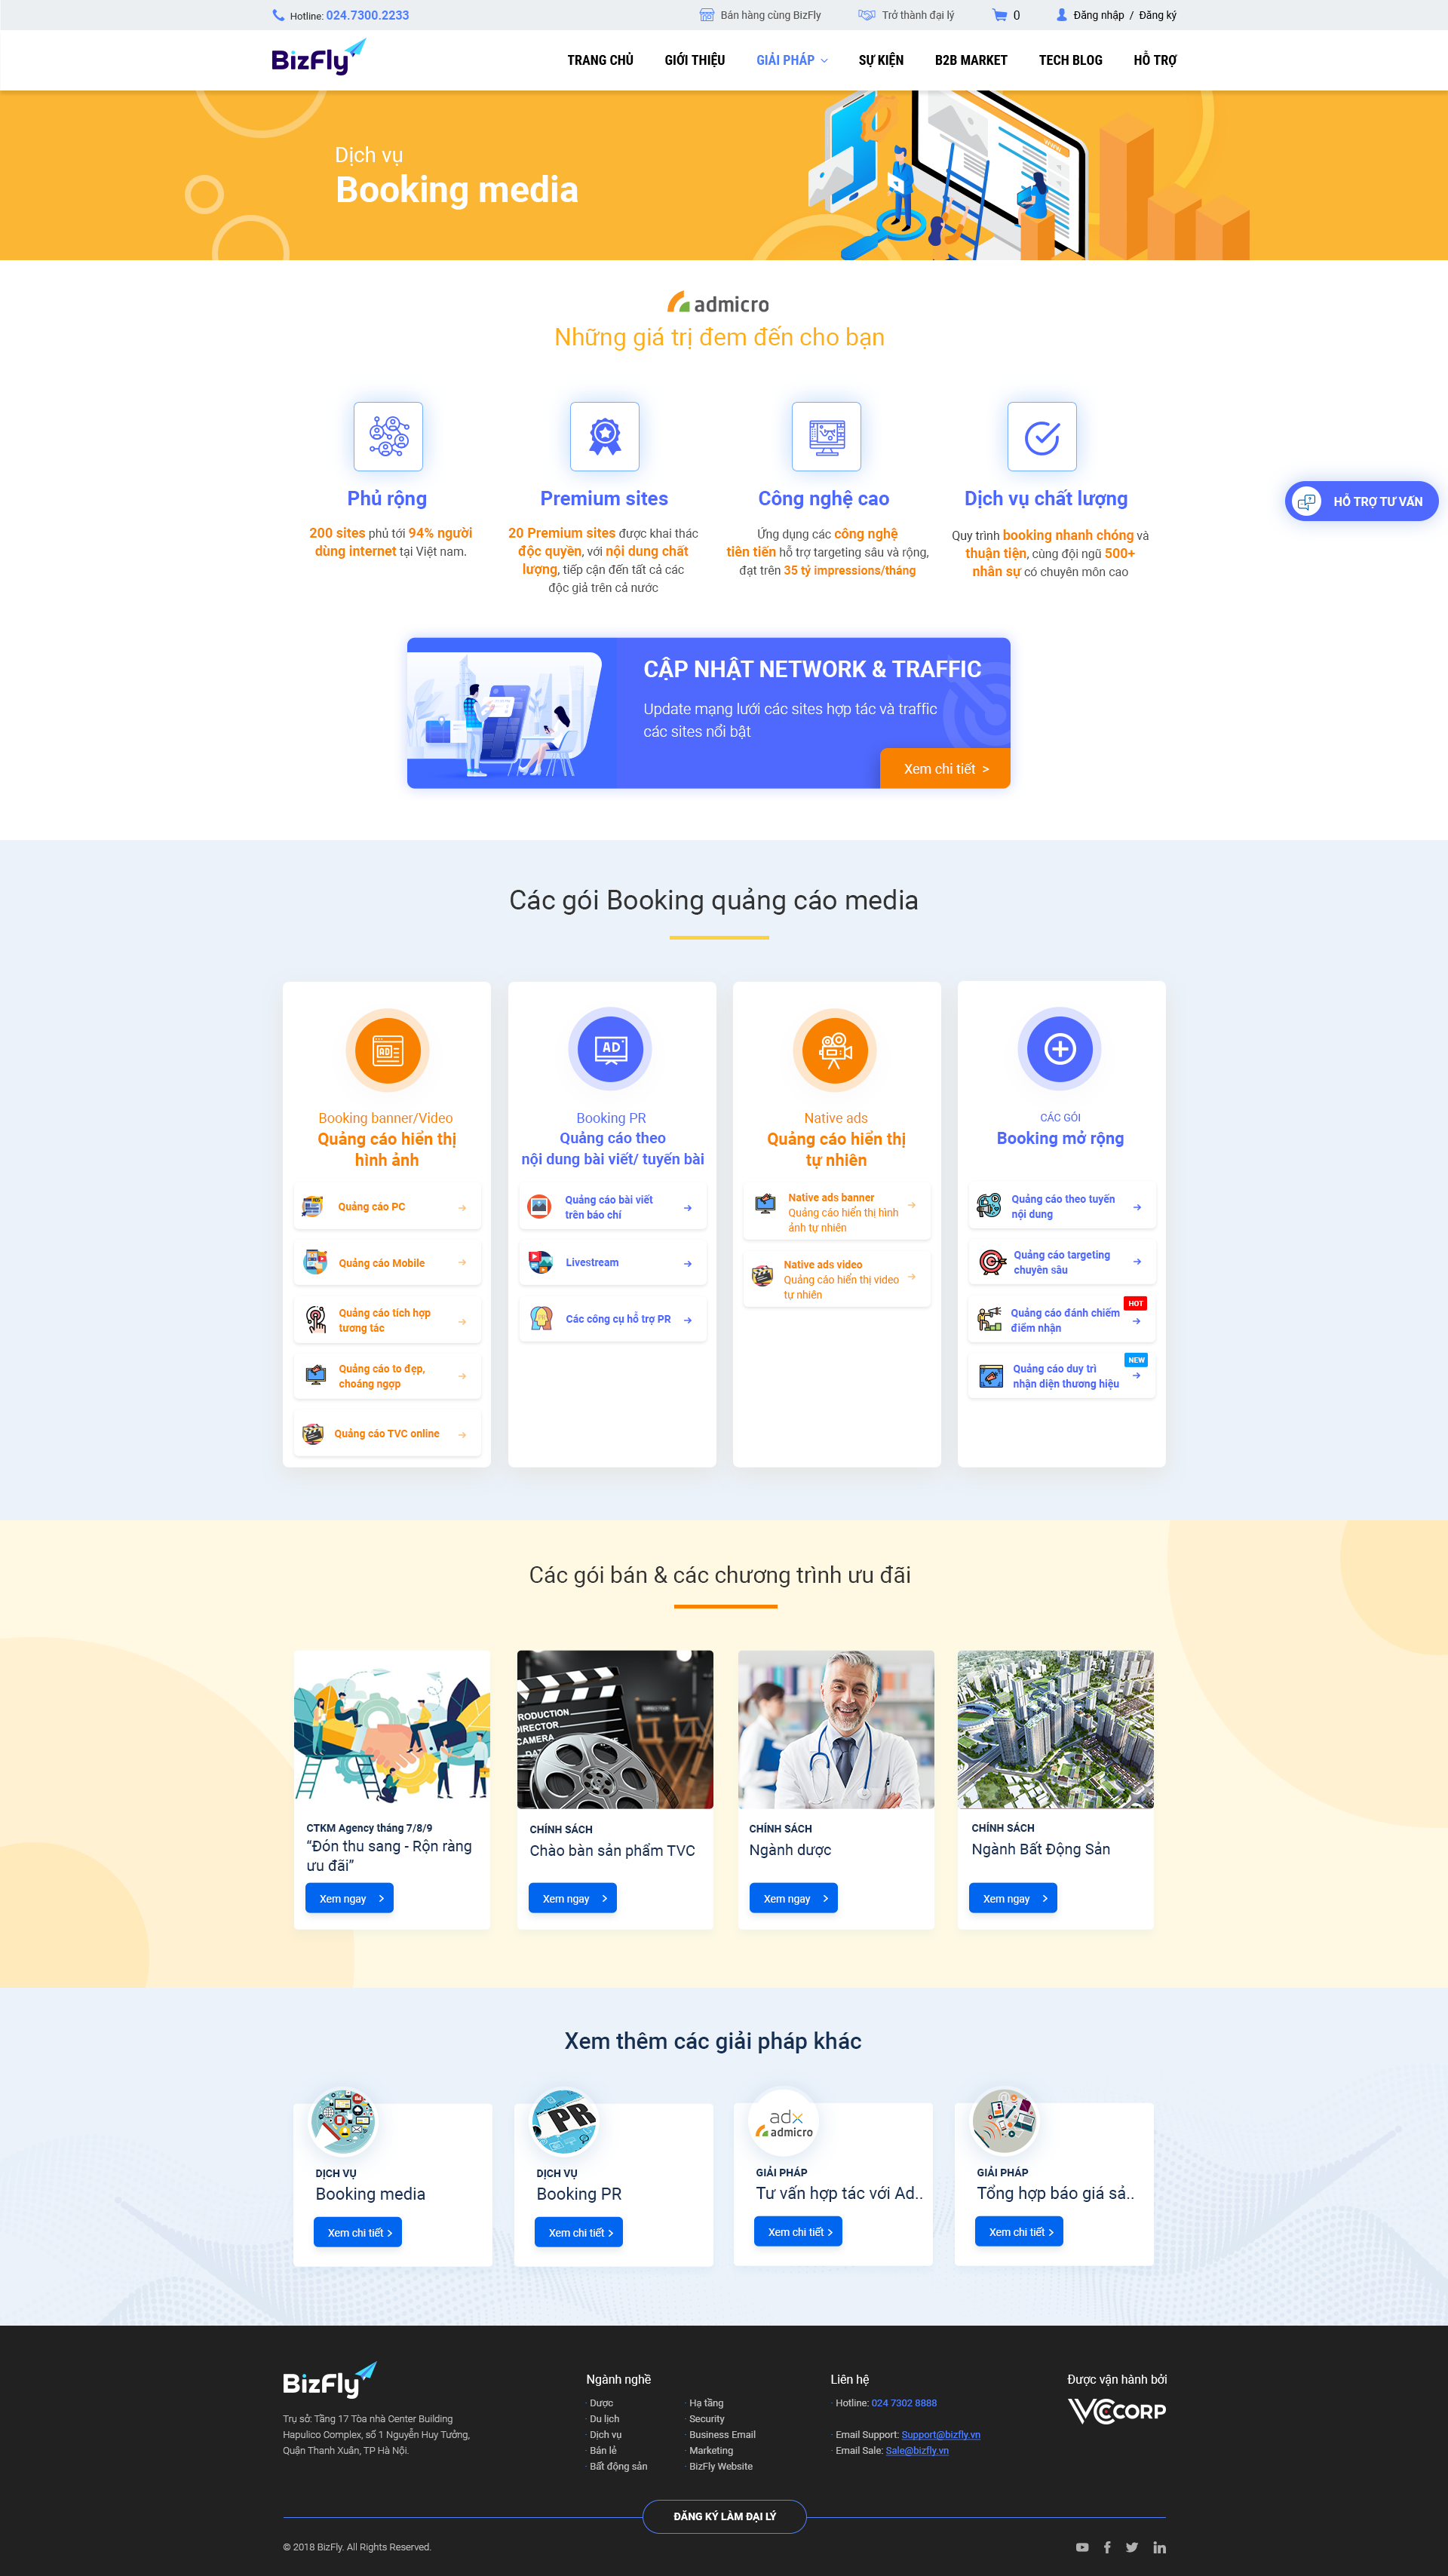 Hotline: 024.7300.2233
Bán hàng cùng BizFly
Trở thành đại lý
0
Đăng nhập / Đăng ký
BizFly
TRANG CHỦ
GIỚI THIỆU
GIẢI PHÁP
SỰ KIỆN
B2B MARKET
TECH BLOG
HỖ TRỢ
Dịch vụ
Booking media
admicro
Những giá trị đem đến cho bạn
Phủ rộng
200 sites phủ tới 94% người
dùng internet tại Việt nam.
Premium sites
20 Premium sites được khai thác
độc quyền, với nội dung chất
lượng, tiếp cận đến tất cả các
độc giả trên cả nước
Công nghệ cao
Ứng dụng các công nghệ
tiên tiến hỗ trợ targeting sâu và rộng,
đạt trên 35 tỷ impressions/tháng
Dịch vụ chất lượng
Quy trình booking nhanh chóng và
thuận tiện, cùng đội ngũ 500+
nhân sự có chuyên môn cao
HỖ TRỢ TƯ VẤN
CẬP NHẬT NETWORK & TRAFFIC
Update mạng lưới các sites hợp tác và traffic
các sites nổi bật
Xem chi tiết >
Các gói Booking quảng cáo media
AD
Booking banner/Video
Quảng cáo hiển thị
hình ảnh
Quảng cáo PC
Quảng cáo Mobile
Quảng cáo tích hợp
tương tác
Quảng cáo to đẹp,
choáng ngợp
Quảng cáo TVC online
AD
Booking PR
Quảng cáo theo
nội dung bài viết/ tuyến bài
Quảng cáo bài viết
trên báo chí
Livestream
Các công cụ hỗ trợ PR
Native ads
Quảng cáo hiển thị
tự nhiên
Native ads banner
Quảng cáo hiển thị hình
ảnh tự nhiên
Native ads video
Quảng cáo hiển thị video
tự nhiên
CÁC GÓI
Booking mở rộng
Quảng cáo theo tuyến
nội dung
Quảng cáo targeting
chuyên sâu
HOT
Quảng cáo đánh chiếm
điểm nhận
NEW
Quảng cáo duy trì
nhận diện thương hiệu
Các gói bán & các chương trình ưu đãi
CTKM Agency tháng 7/8/9
“Đón thu sang - Rộn ràng
ưu đãi”
Xem ngay
DIRECTOR
CAMERA
CHÍNH SÁCH
Chào bàn sản phẩm TVC
Xem ngay
CHÍNH SÁCH
Ngành dược
Xem ngay
CHÍNH SÁCH
Ngành Bất Động Sản
Xem ngay
Xem thêm các giải pháp khác
DỊCH VỤ
Booking media
Xem chi tiết
PR
DỊCH VỤ
Booking PR
Xem chi tiết
adx
admicro
GIẢI PHÁP
Tư vấn hợp tác với Ad..
Xem chi tiết
GIẢI PHÁP
Tổng hợp báo giá sả..
Xem chi tiết
BizFly
Trụ sở: Tầng 17 Tòa nhà Center Building
Hapulico Complex, số 1 Nguyễn Huy Tưởng,
Quận Thanh Xuân, TP Hà Nội.
Ngành nghề
· Dược
· Du lịch
· Dịch vụ
· Bán lẻ
· Bất động sản
· Hạ tầng
· Security
· Business Email
· Marketing
· BizFly Website
Liên hệ
· Hotline: 024 7302 8888
· Email Support: Support@bizfly.vn
· Email Sale: Sale@bizfly.vn
Được vận hành bởi
VCCORP
ĐĂNG KÝ LÀM ĐẠI LÝ
© 2018 BizFly. All Rights Reserved.